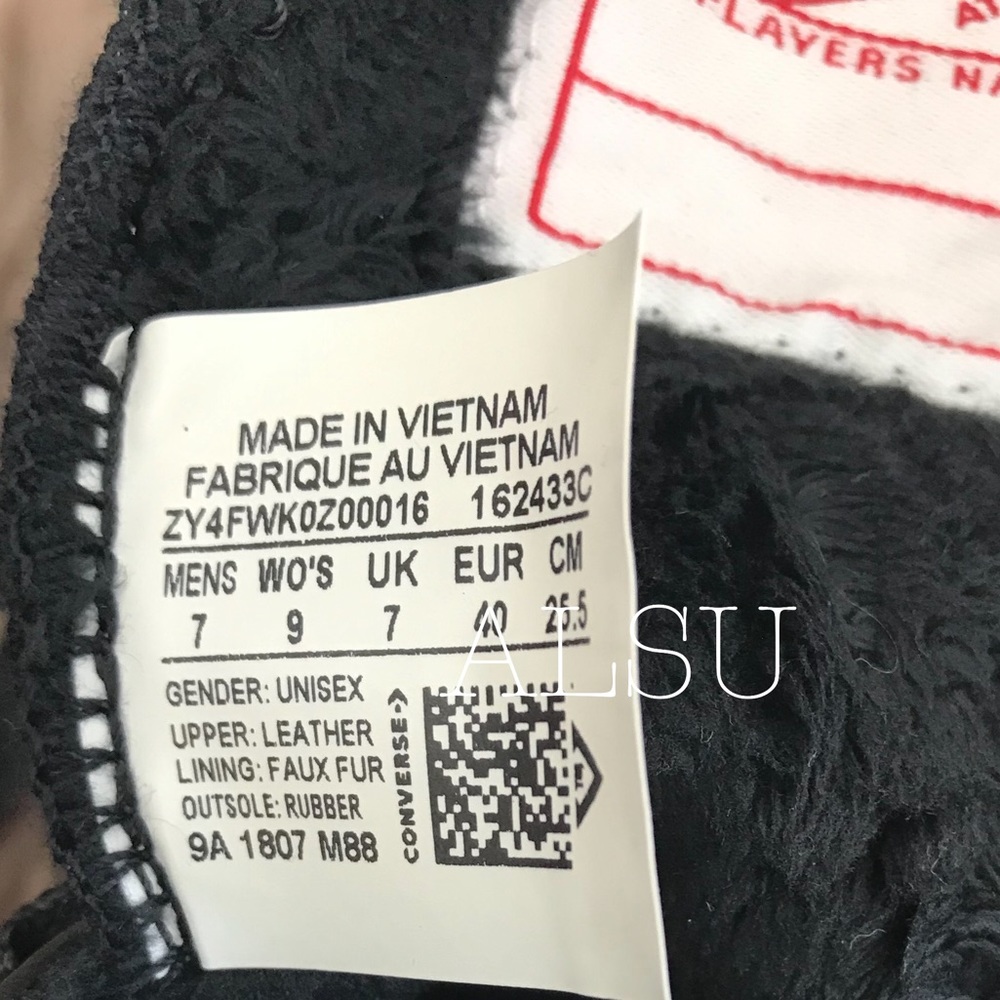 PLAYERS NA
MADE IN VIETNAM
FABRIQUE AU VIETNAM
ZY4FWK0Z00016 162433C
MENS WO'S UK EUR CM
7 9 7 40 25.5
GENDER: UNISEX
UPPER: LEATHER
LINING: FAUX FUR
OUTSOLE: RUBBER
9A 1807 M88
CONVERSE
ALSU